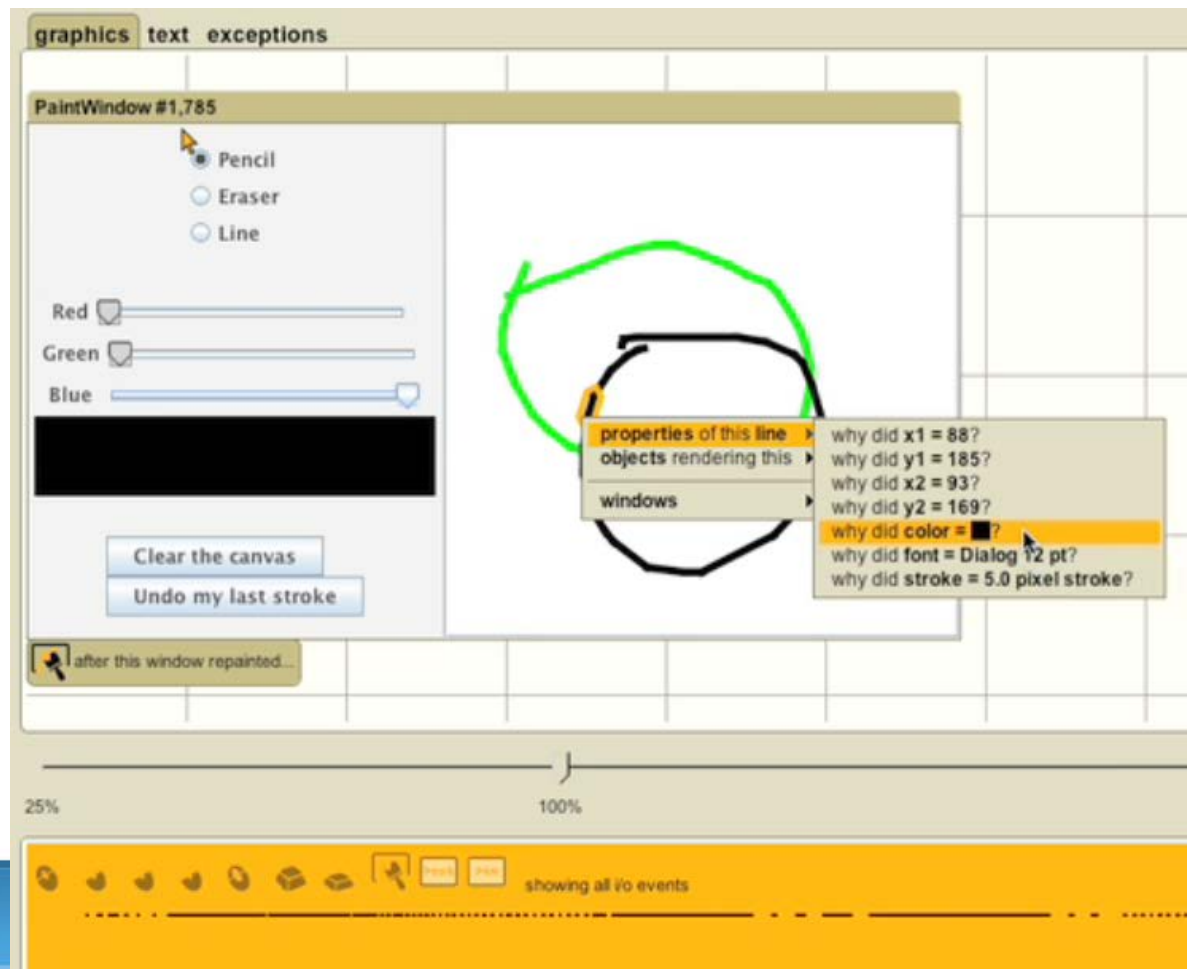 graphics text exceptions
PaintWindow #1,785
Pencil
Eraser
Line
Red
Green
Blue
properties of this line
objects rendering this
windows
why did x1 = 88?
why did y1 = 185?
why did x2 = 93?
why did y2 = 169?
why did color = ?
why did font = Dialog 12 pt?
why did stroke = 5.0 pixel stroke?
Clear the canvas
Undo my last stroke
after this window repainted...
25%
100%
showing all i/o events